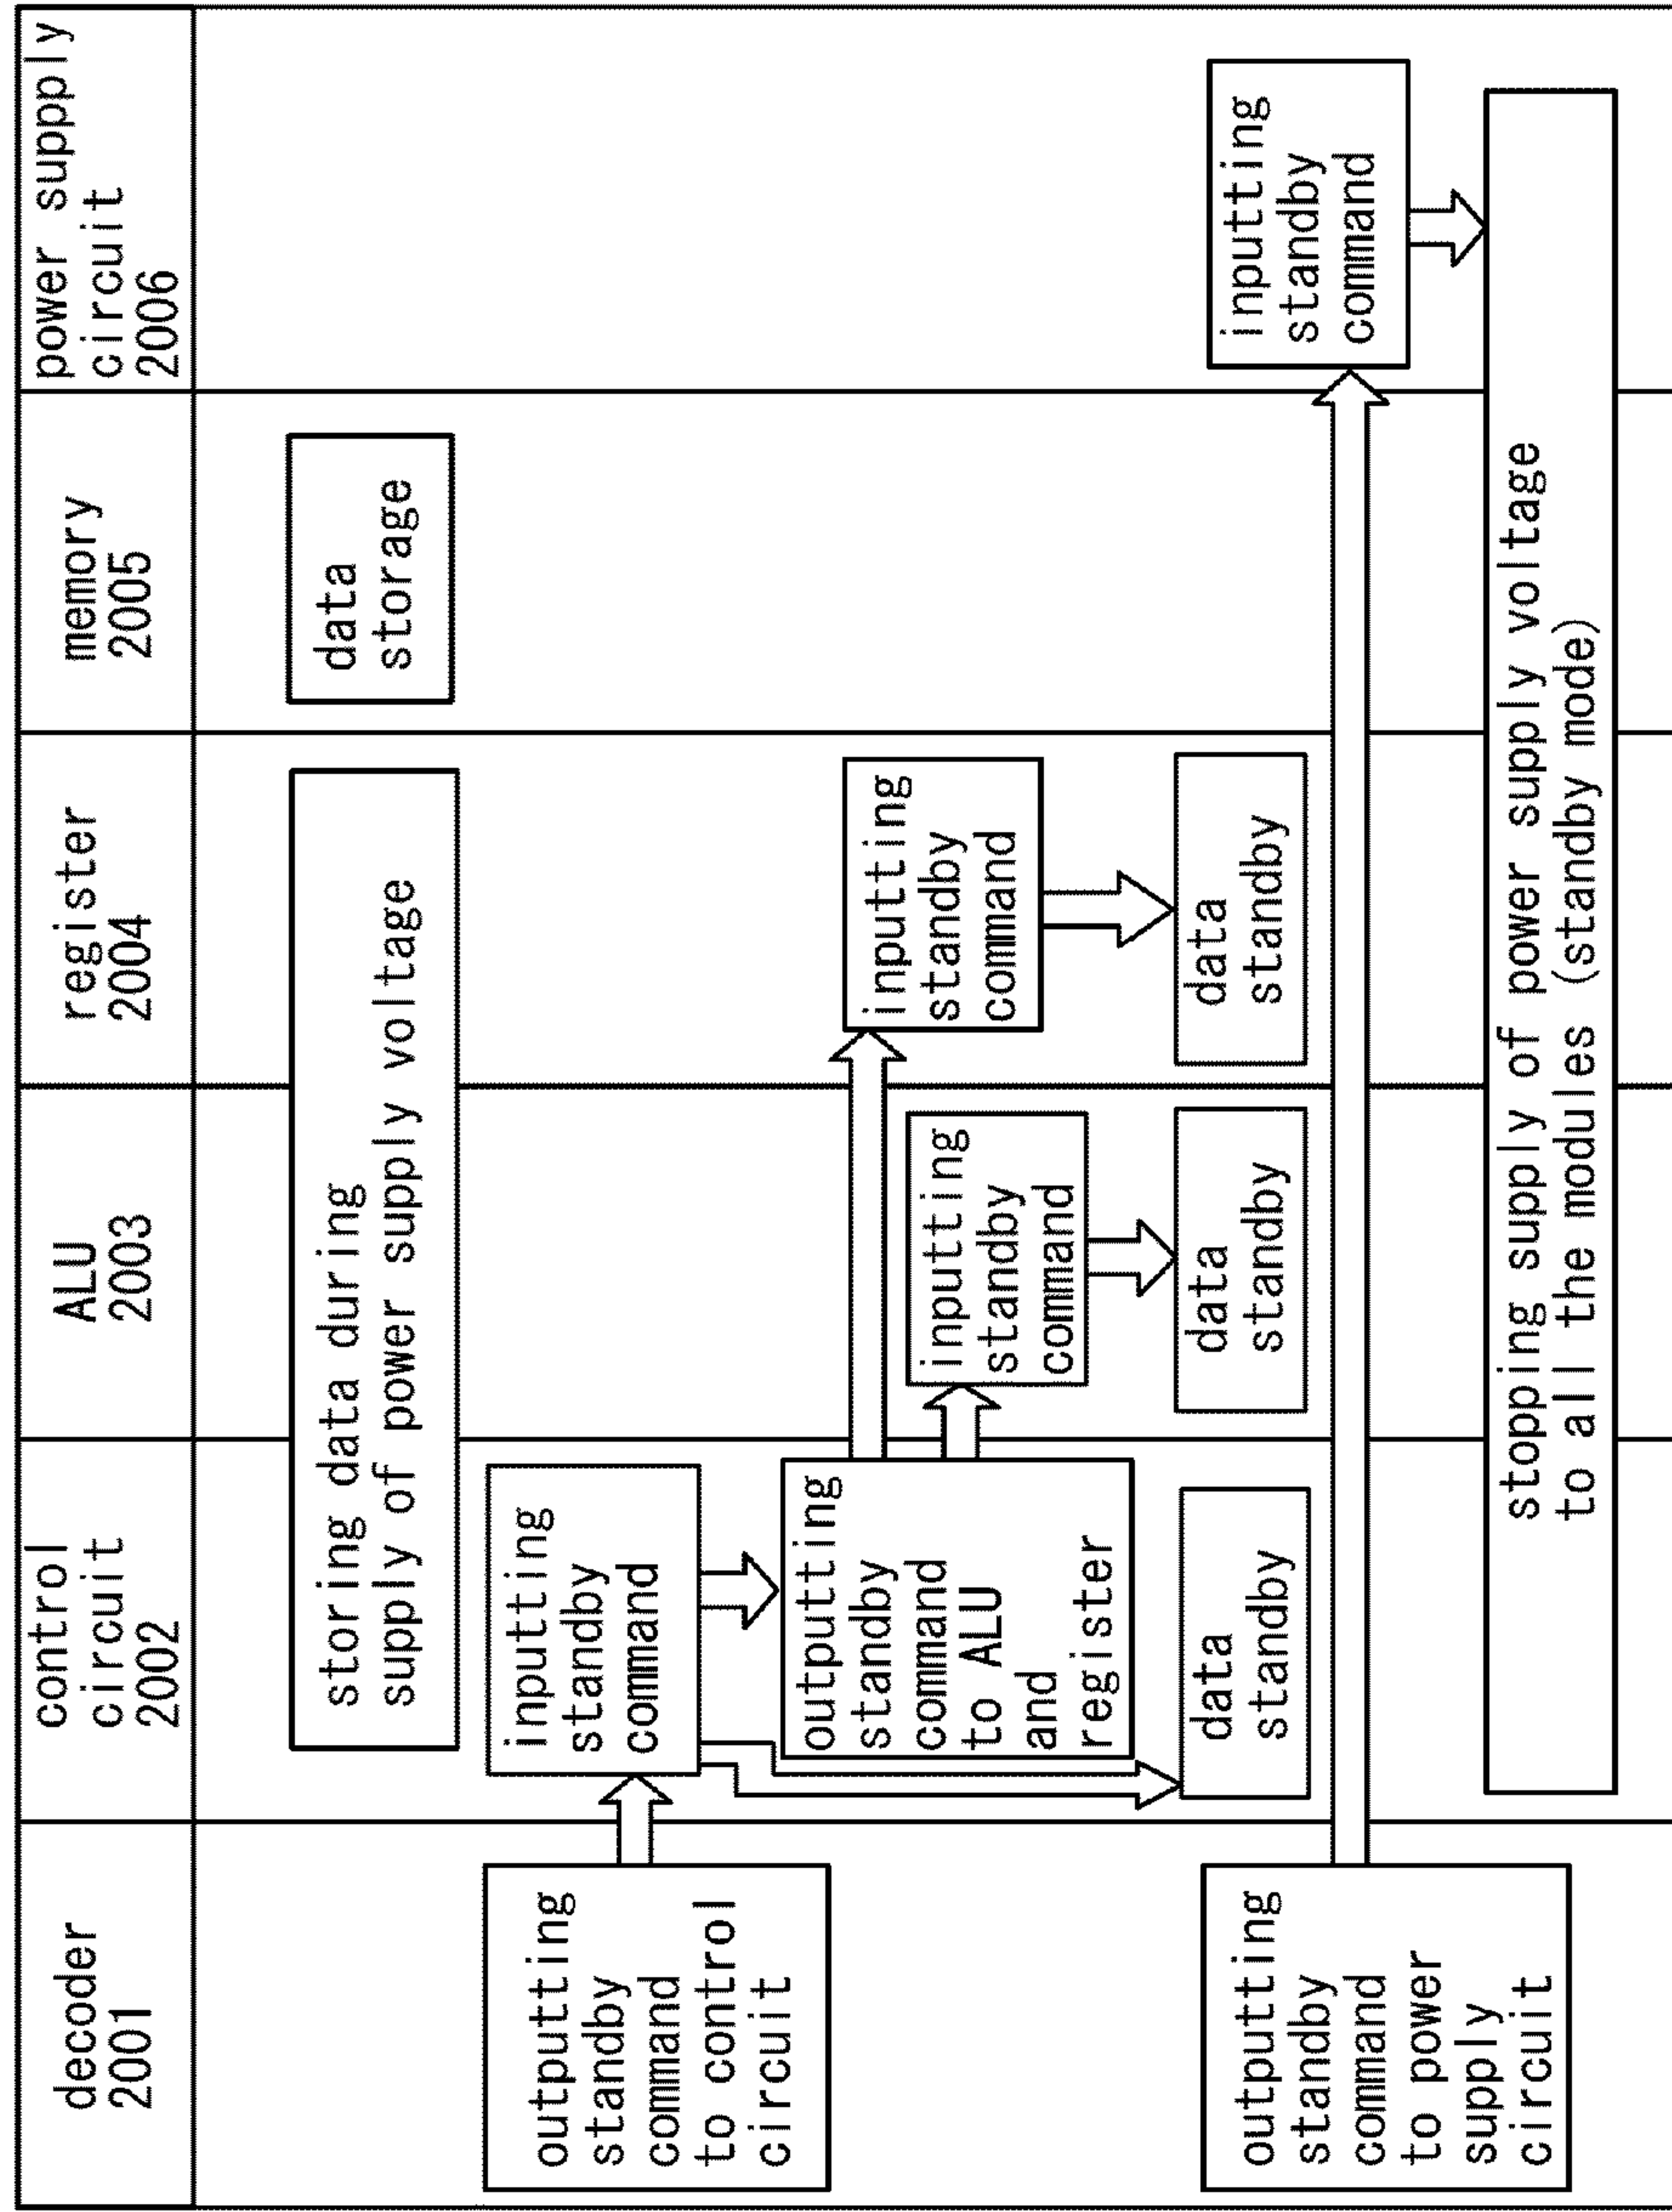 decoder
2001
control
circuit
2002
ALU
2003
register
2004
memory
2005
power supply
circuit
2006
storing data during
supply of power supply voltage
data
storage
outputting
standby
command
to control
circuit
inputting
standby
command
outputting
standby
command
to ALU
and
register
inputting
standby
command
inputting
standby
command
data
standby
data
standby
data
standby
outputting
standby
command
to power
supply
circuit
inputting
standby
command
stopping supply of power supply voltage
to all the modules (standby mode)